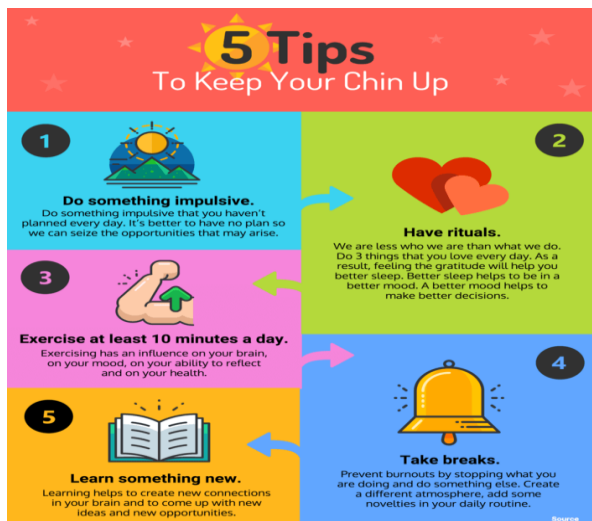 5 Tips
To Keep Your Chin Up
1
Do something impulsive.
Do something impulsive that you haven't
planned every day. It's better to have no plan so
we can seize the opportunities that may arise.
2
Have rituals.
We are less who we are than what we do.
Do 3 things that you love every day. As a
result, feeling the gratitude will help you
better sleep. Better sleep helps to be in a
better mood. A better mood helps to
make better decisions.
3
Exercise at least 10 minutes a day.
Exercising has an influence on your brain,
on your mood, on your ability to reflect
and on your health.
4
Take breaks.
Prevent burnouts by stopping what you
are doing and do something else. Create
a different atmosphere, add some
novelties in your daily routine.
5
Learn something new.
Learning helps to create new connections
in your brain and to come up with new
ideas and new opportunities.
Source